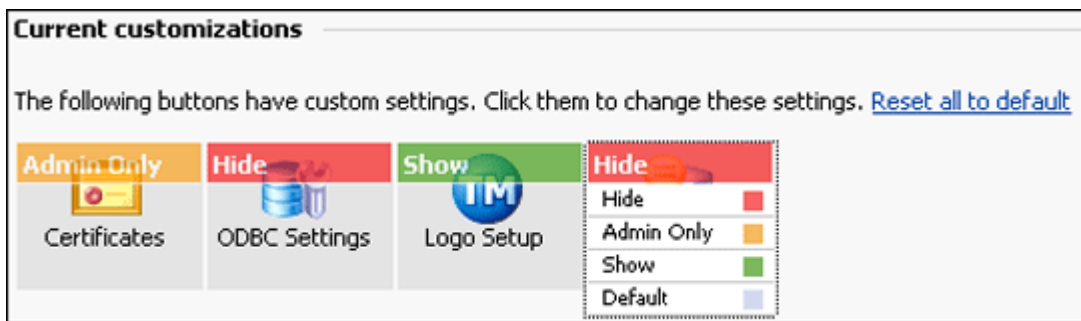 Current customizations
The following buttons have custom settings. Click them to change these settings. Reset all to default
Admin Only Hide Show Hide
Certificates ODBC Settings TM Logo Setup
Hide
Admin Only
Show
Default